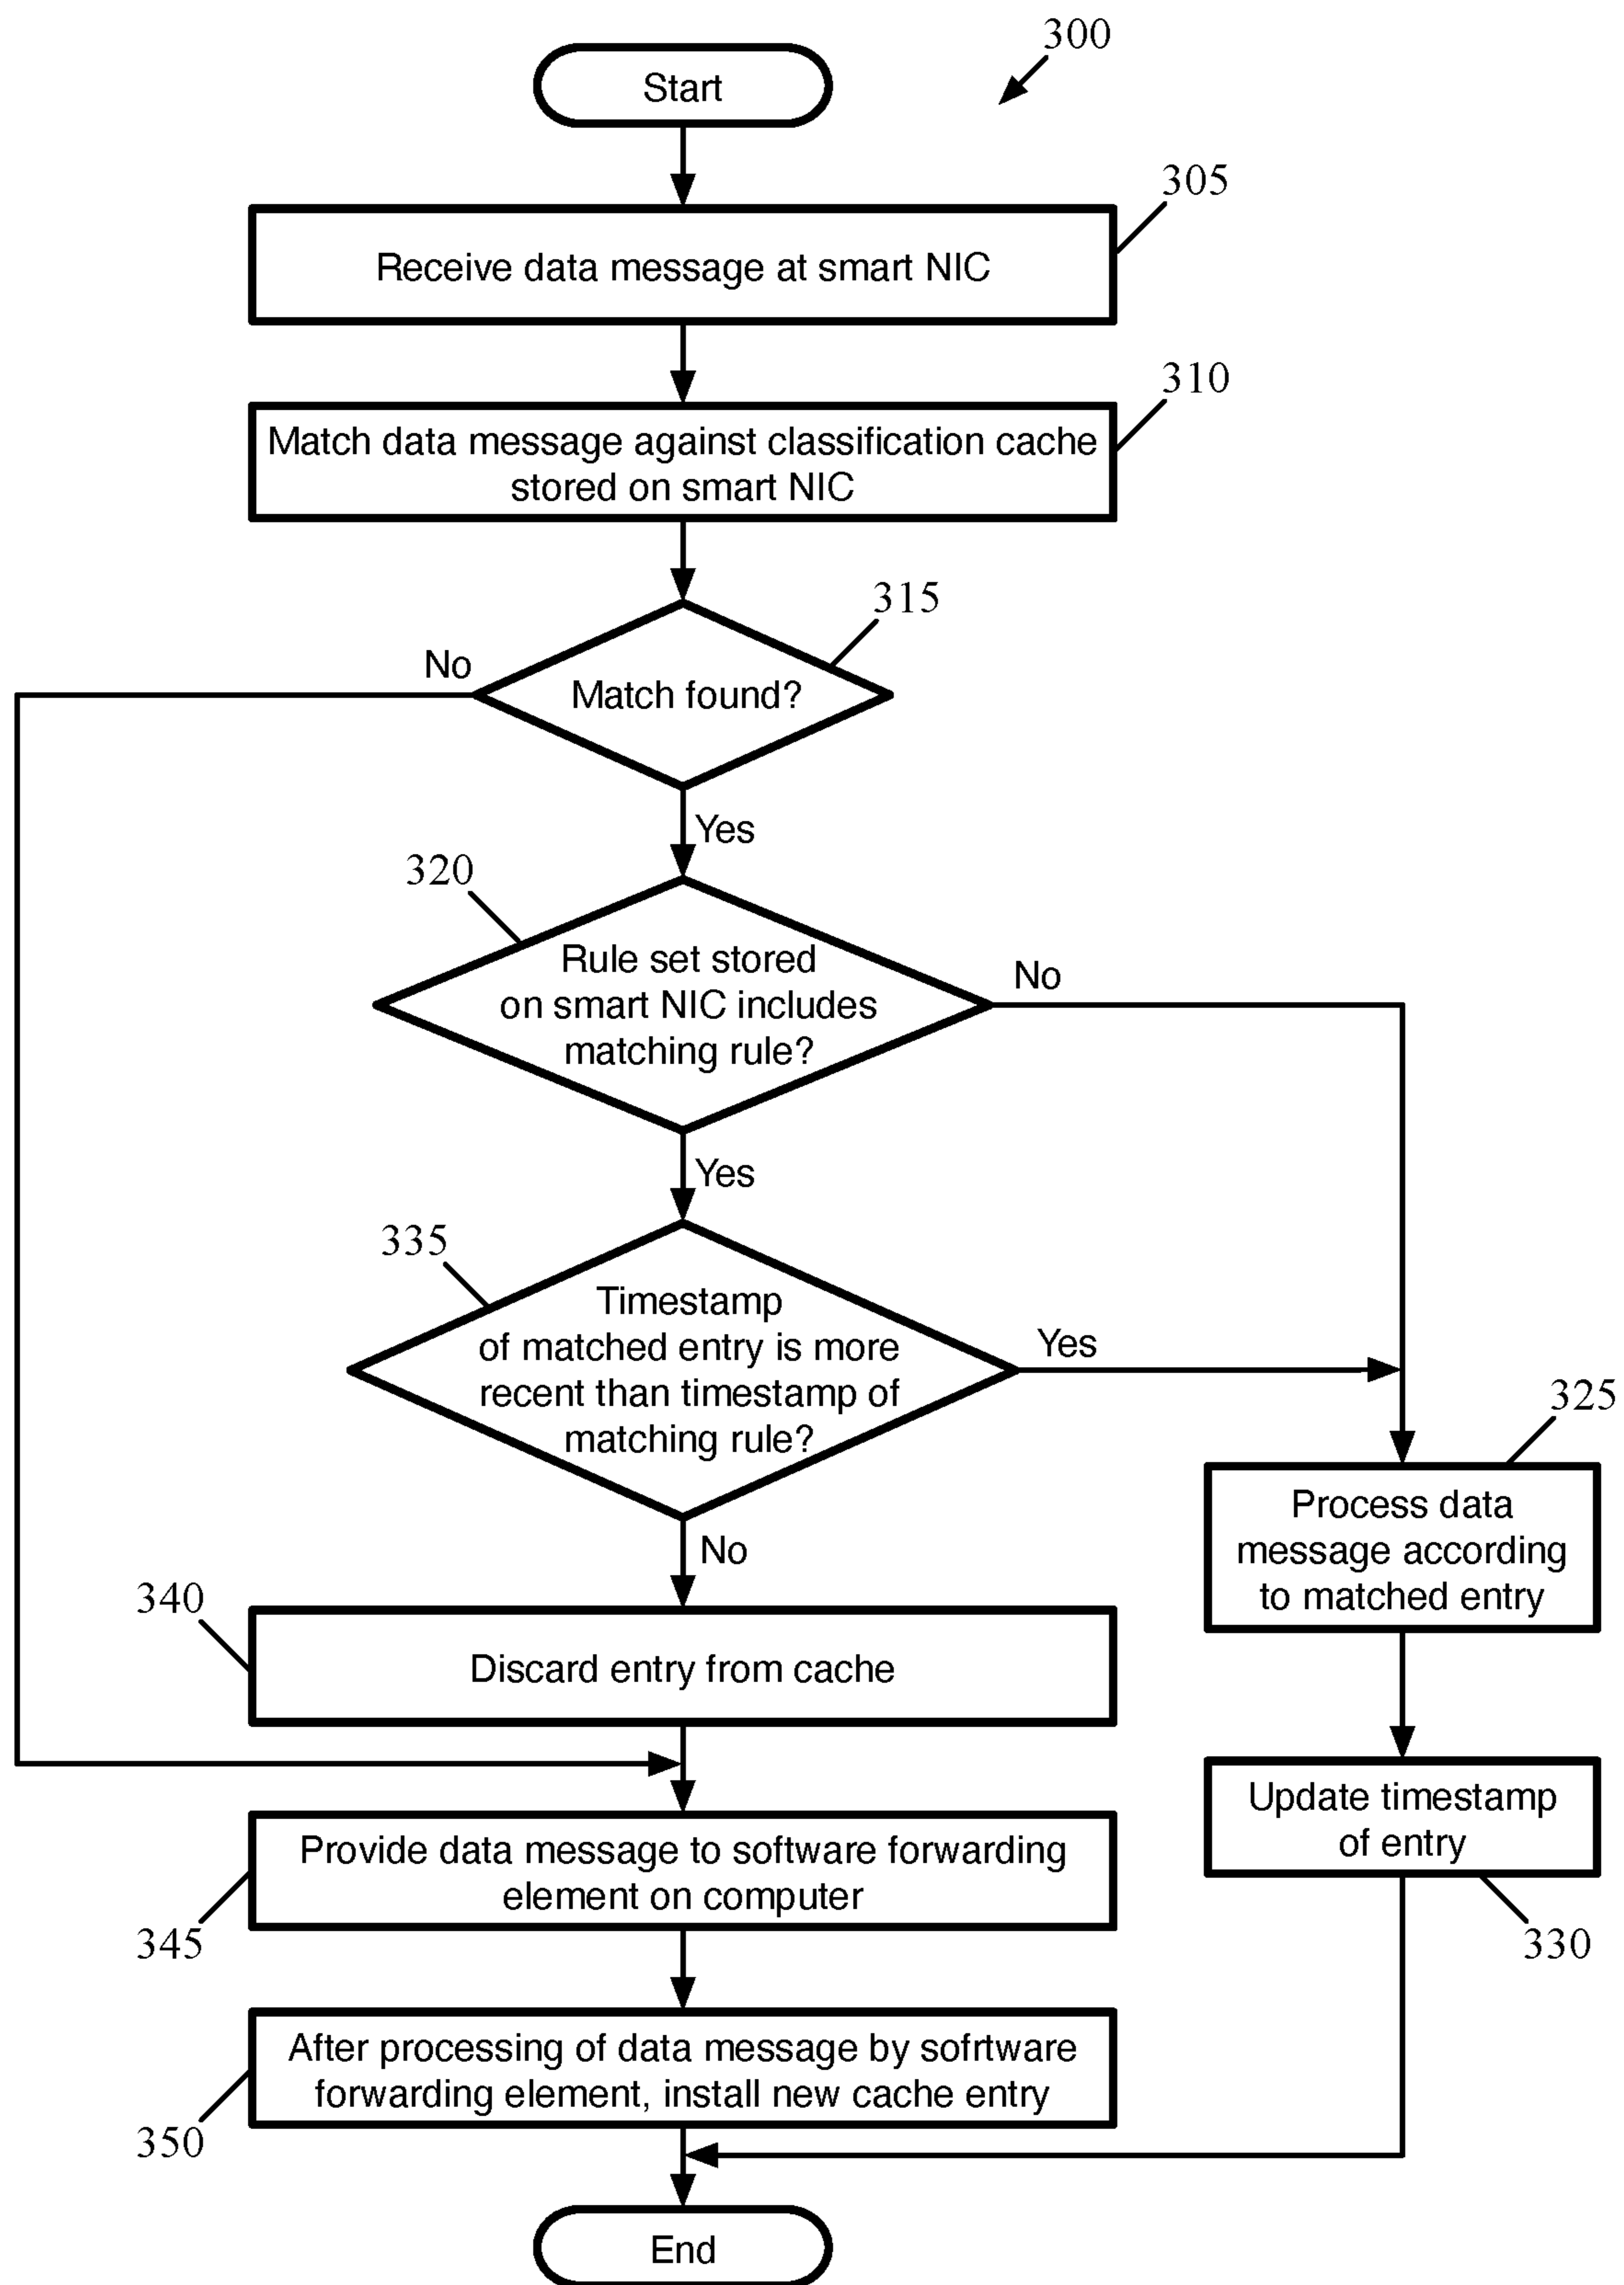 300
Start
305
Receive data message at smart NIC
310
Match data message against classification cache
stored on smart NIC
315
No
Match found?
Yes
320
Rule set stored
on smart NIC includes
matching rule?
No
Yes
335
Timestamp
of matched entry is more
recent than timestamp of
matching rule?
Yes
325
Process data
message according
to matched entry
No
340
Discard entry from cache
Update timestamp
of entry
330
Provide data message to software forwarding
element on computer
345
After processing of data message by sofrtware
forwarding element, install new cache entry
350
End